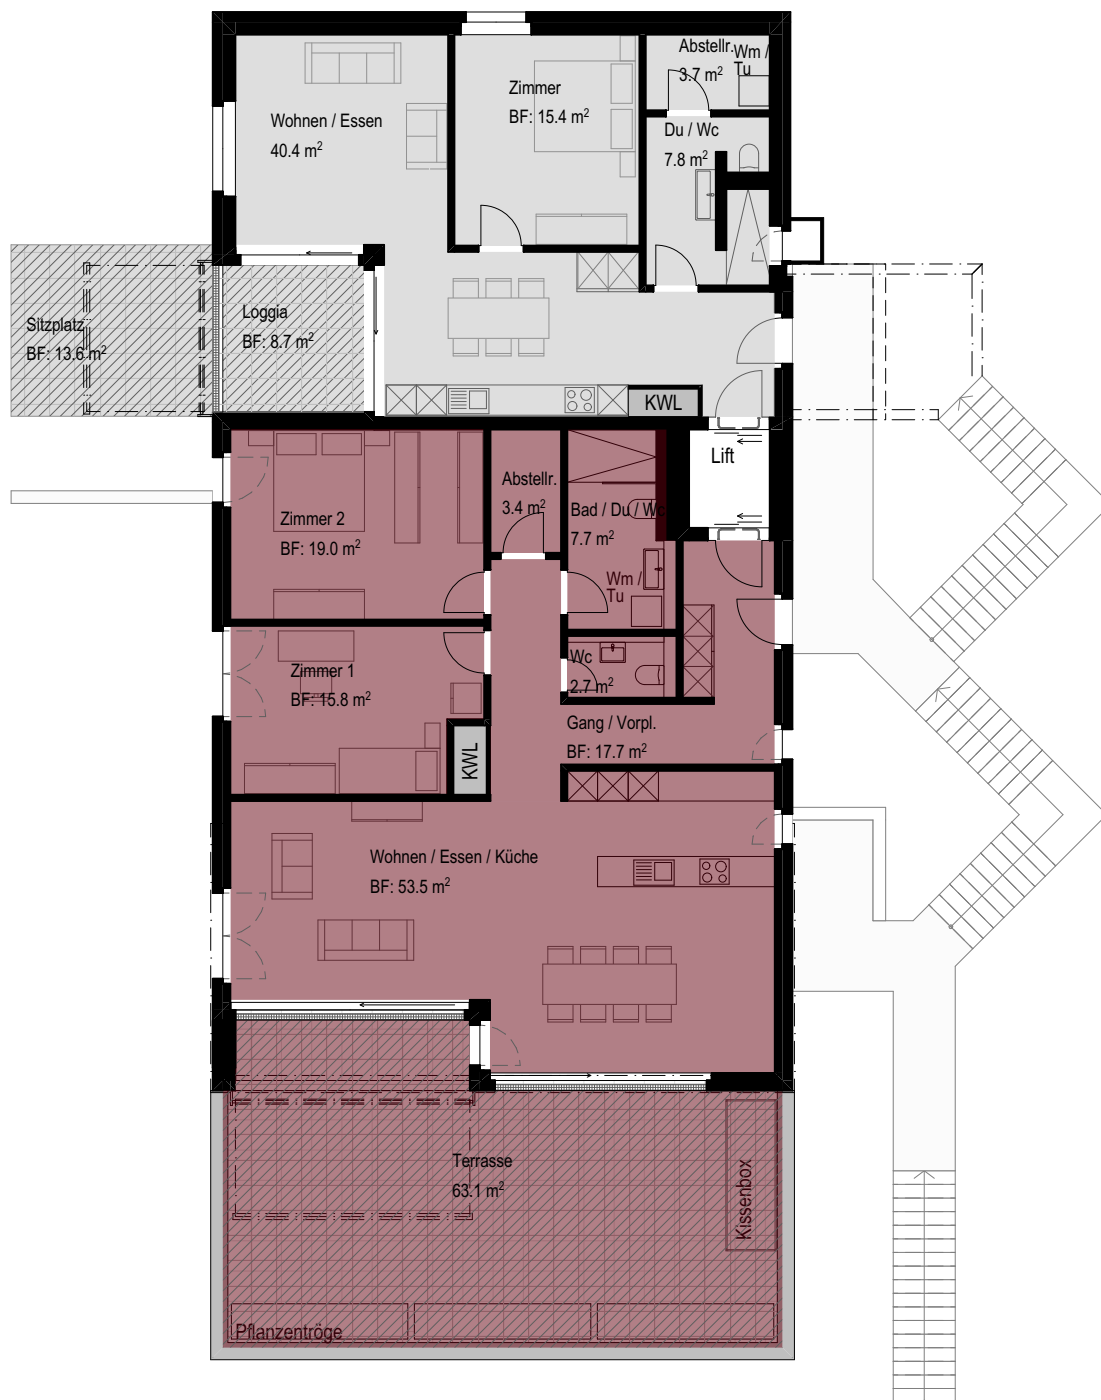 Abstellr.
3.7 m²
Wm /
Tu
Zimmer
BF: 15.4 m²
Wohnen / Essen
40.4 m²
Du / Wc
7.8 m²
Loggia
BF: 8.7 m²
Sitzplatz
BF: 13.6 m²
KWL
Lift
Abstellr.
3.4 m²
Bad / Du / Wc
7.7 m²
Zimmer 2
BF: 19.0 m²
Wm /
Tu
Wc
2.7 m²
Zimmer 1
BF: 15.8 m²
Gang / Vorpl.
BF: 17.7 m²
KWL
Wohnen / Essen / Küche
BF: 53.5 m²
Terrasse
63.1 m²
Kissenbox
Pflanzentröge